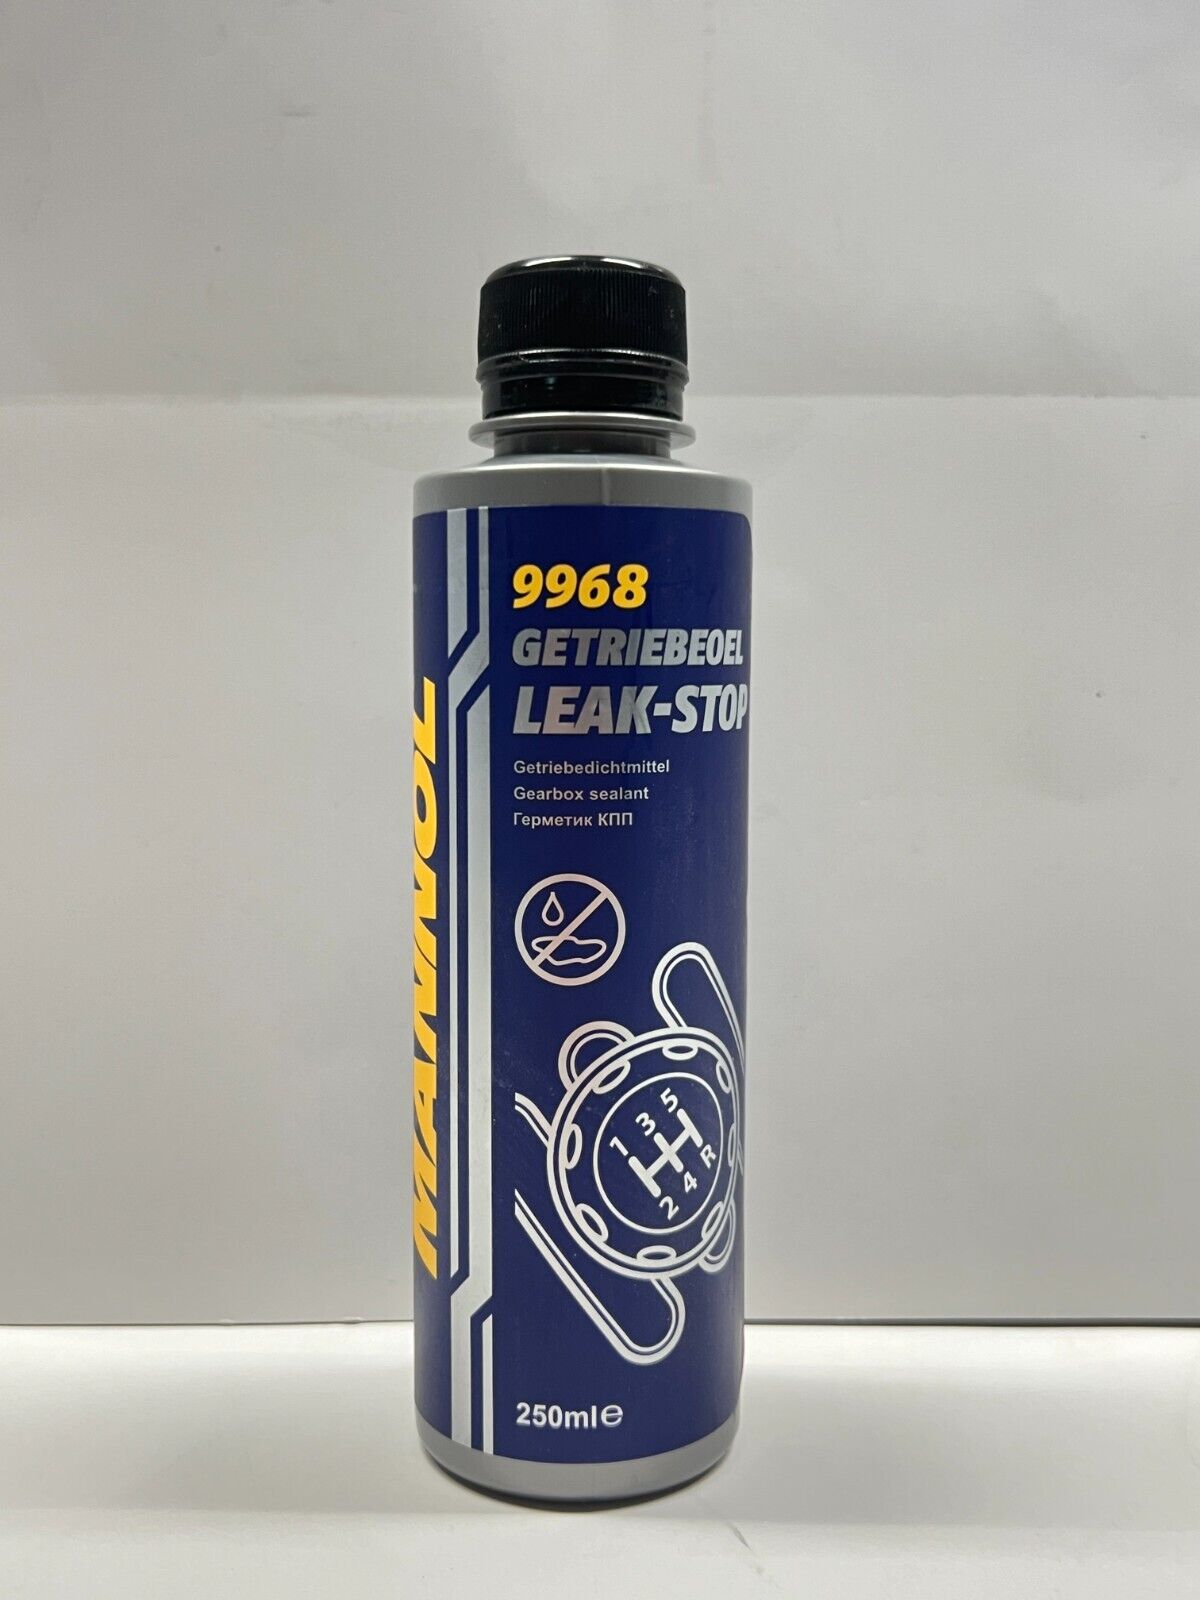 MANNOL
9968
GETRIEBEOEL
LEAK-STOP
Getriebedichtmittel
Gearbox sealant
Герметик КПП
1 3 5
2 4 R
250ml℮